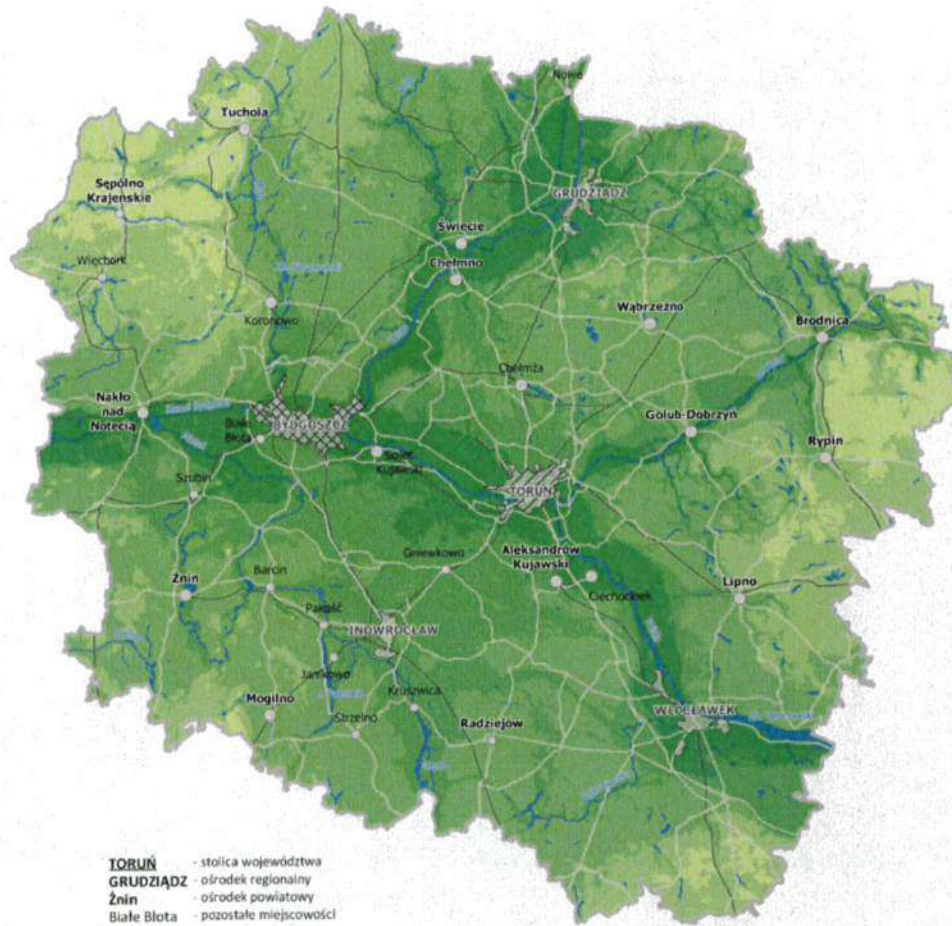 Nowe
Tuchola
Sępólno
Krajeńskie
GRUDZIĄDZ
Świecie
Więcbork
Chełmno
Koronowo
Wąbrzeźno
Brodnica
Chełmża
Nakło
nad
Notecią
BYDGOSZCZ
Białe
Błota
Golub-Dobrzyń
Solec
Kujawski
Rypin
Szubin
TORUŃ
Gniewkowo
Aleksandrów
Kujawski
Żnin
Barcin
Ciechocinek
Lipno
Pakość
INOWROCŁAW
Janikowo
Kruszwica
Mogilno
Strzelno
Radziejów
WŁOCŁAWEK
TORUŃ - stolica województwa
GRUDZIĄDZ - ośrodek regionalny
Żnin - ośrodek powiatowy
Białe Błota - pozostałe miejscowości